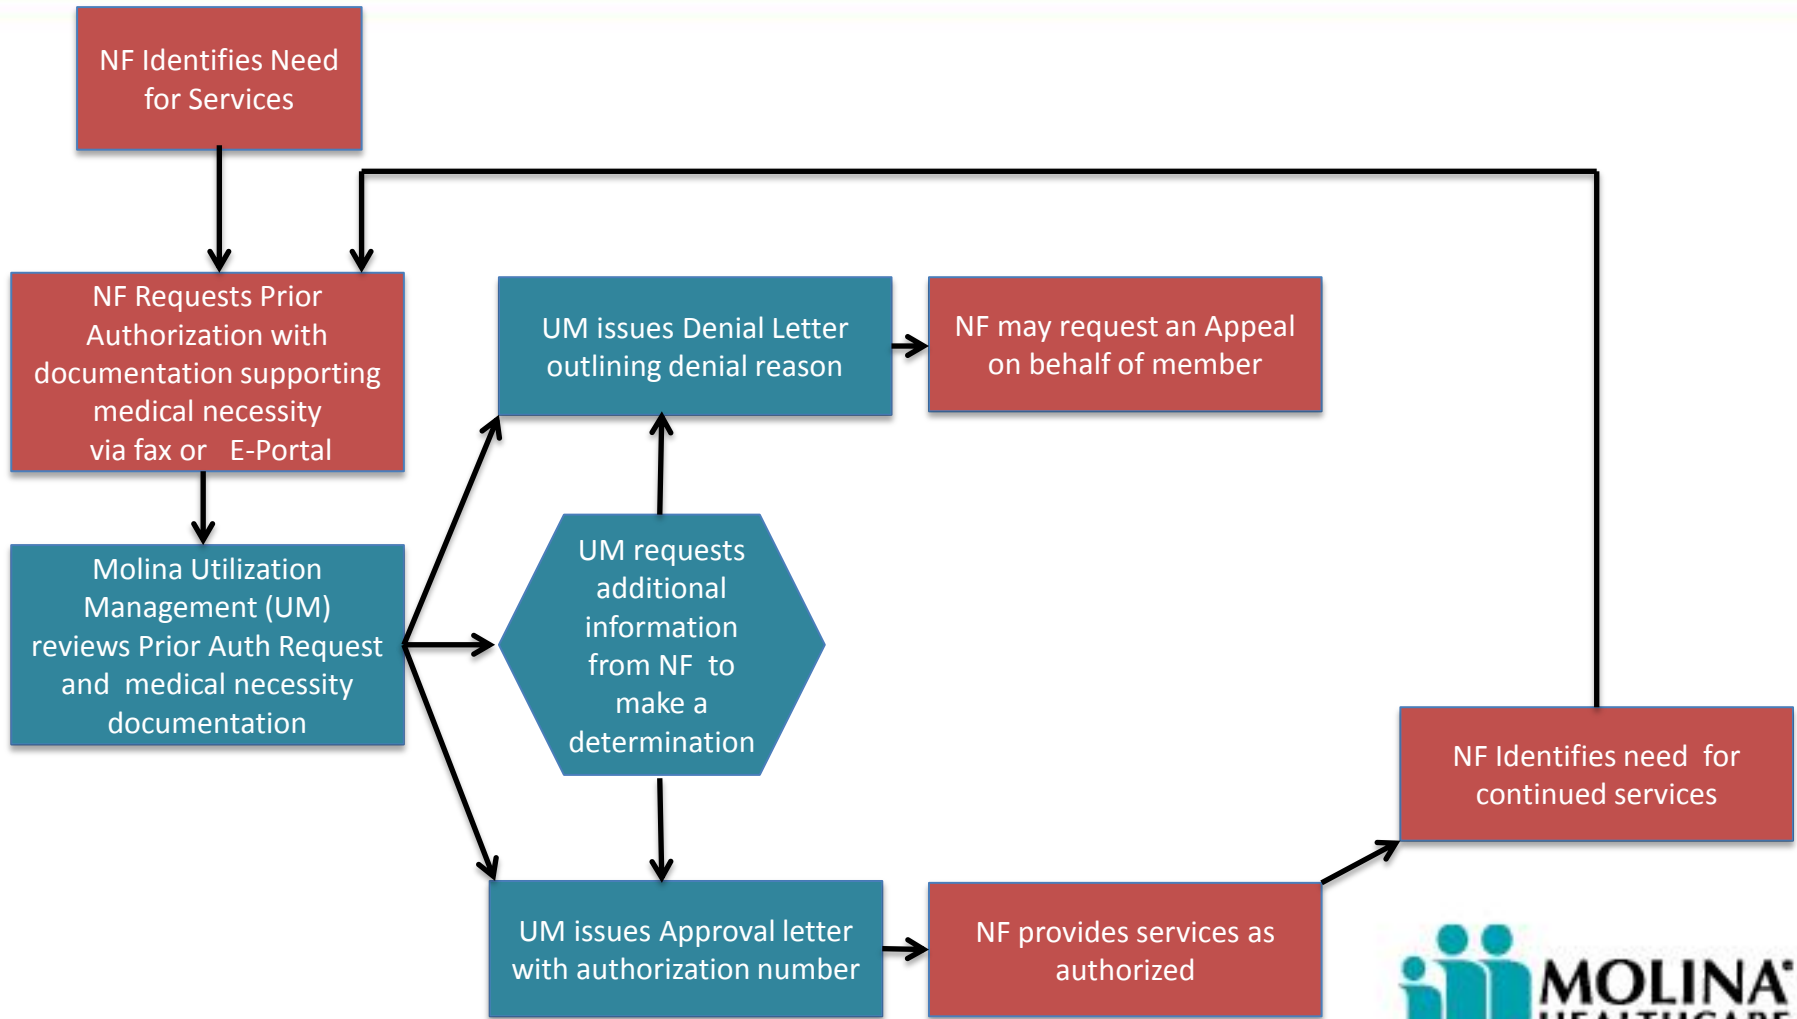 NF Identifies Need
for Services
NF Requests Prior
Authorization with
documentation supporting
medical necessity
via fax or E-Portal
UM issues Denial Letter
outlining denial reason
NF may request an Appeal
on behalf of member
Molina Utilization
Management (UM)
reviews Prior Auth Request
and medical necessity
documentation
UM requests
additional
information
from NF to
make a
determination
NF Identifies need for
continued services
UM issues Approval letter
with authorization number
NF provides services as
authorized
MOLINA
HEALTHCARE